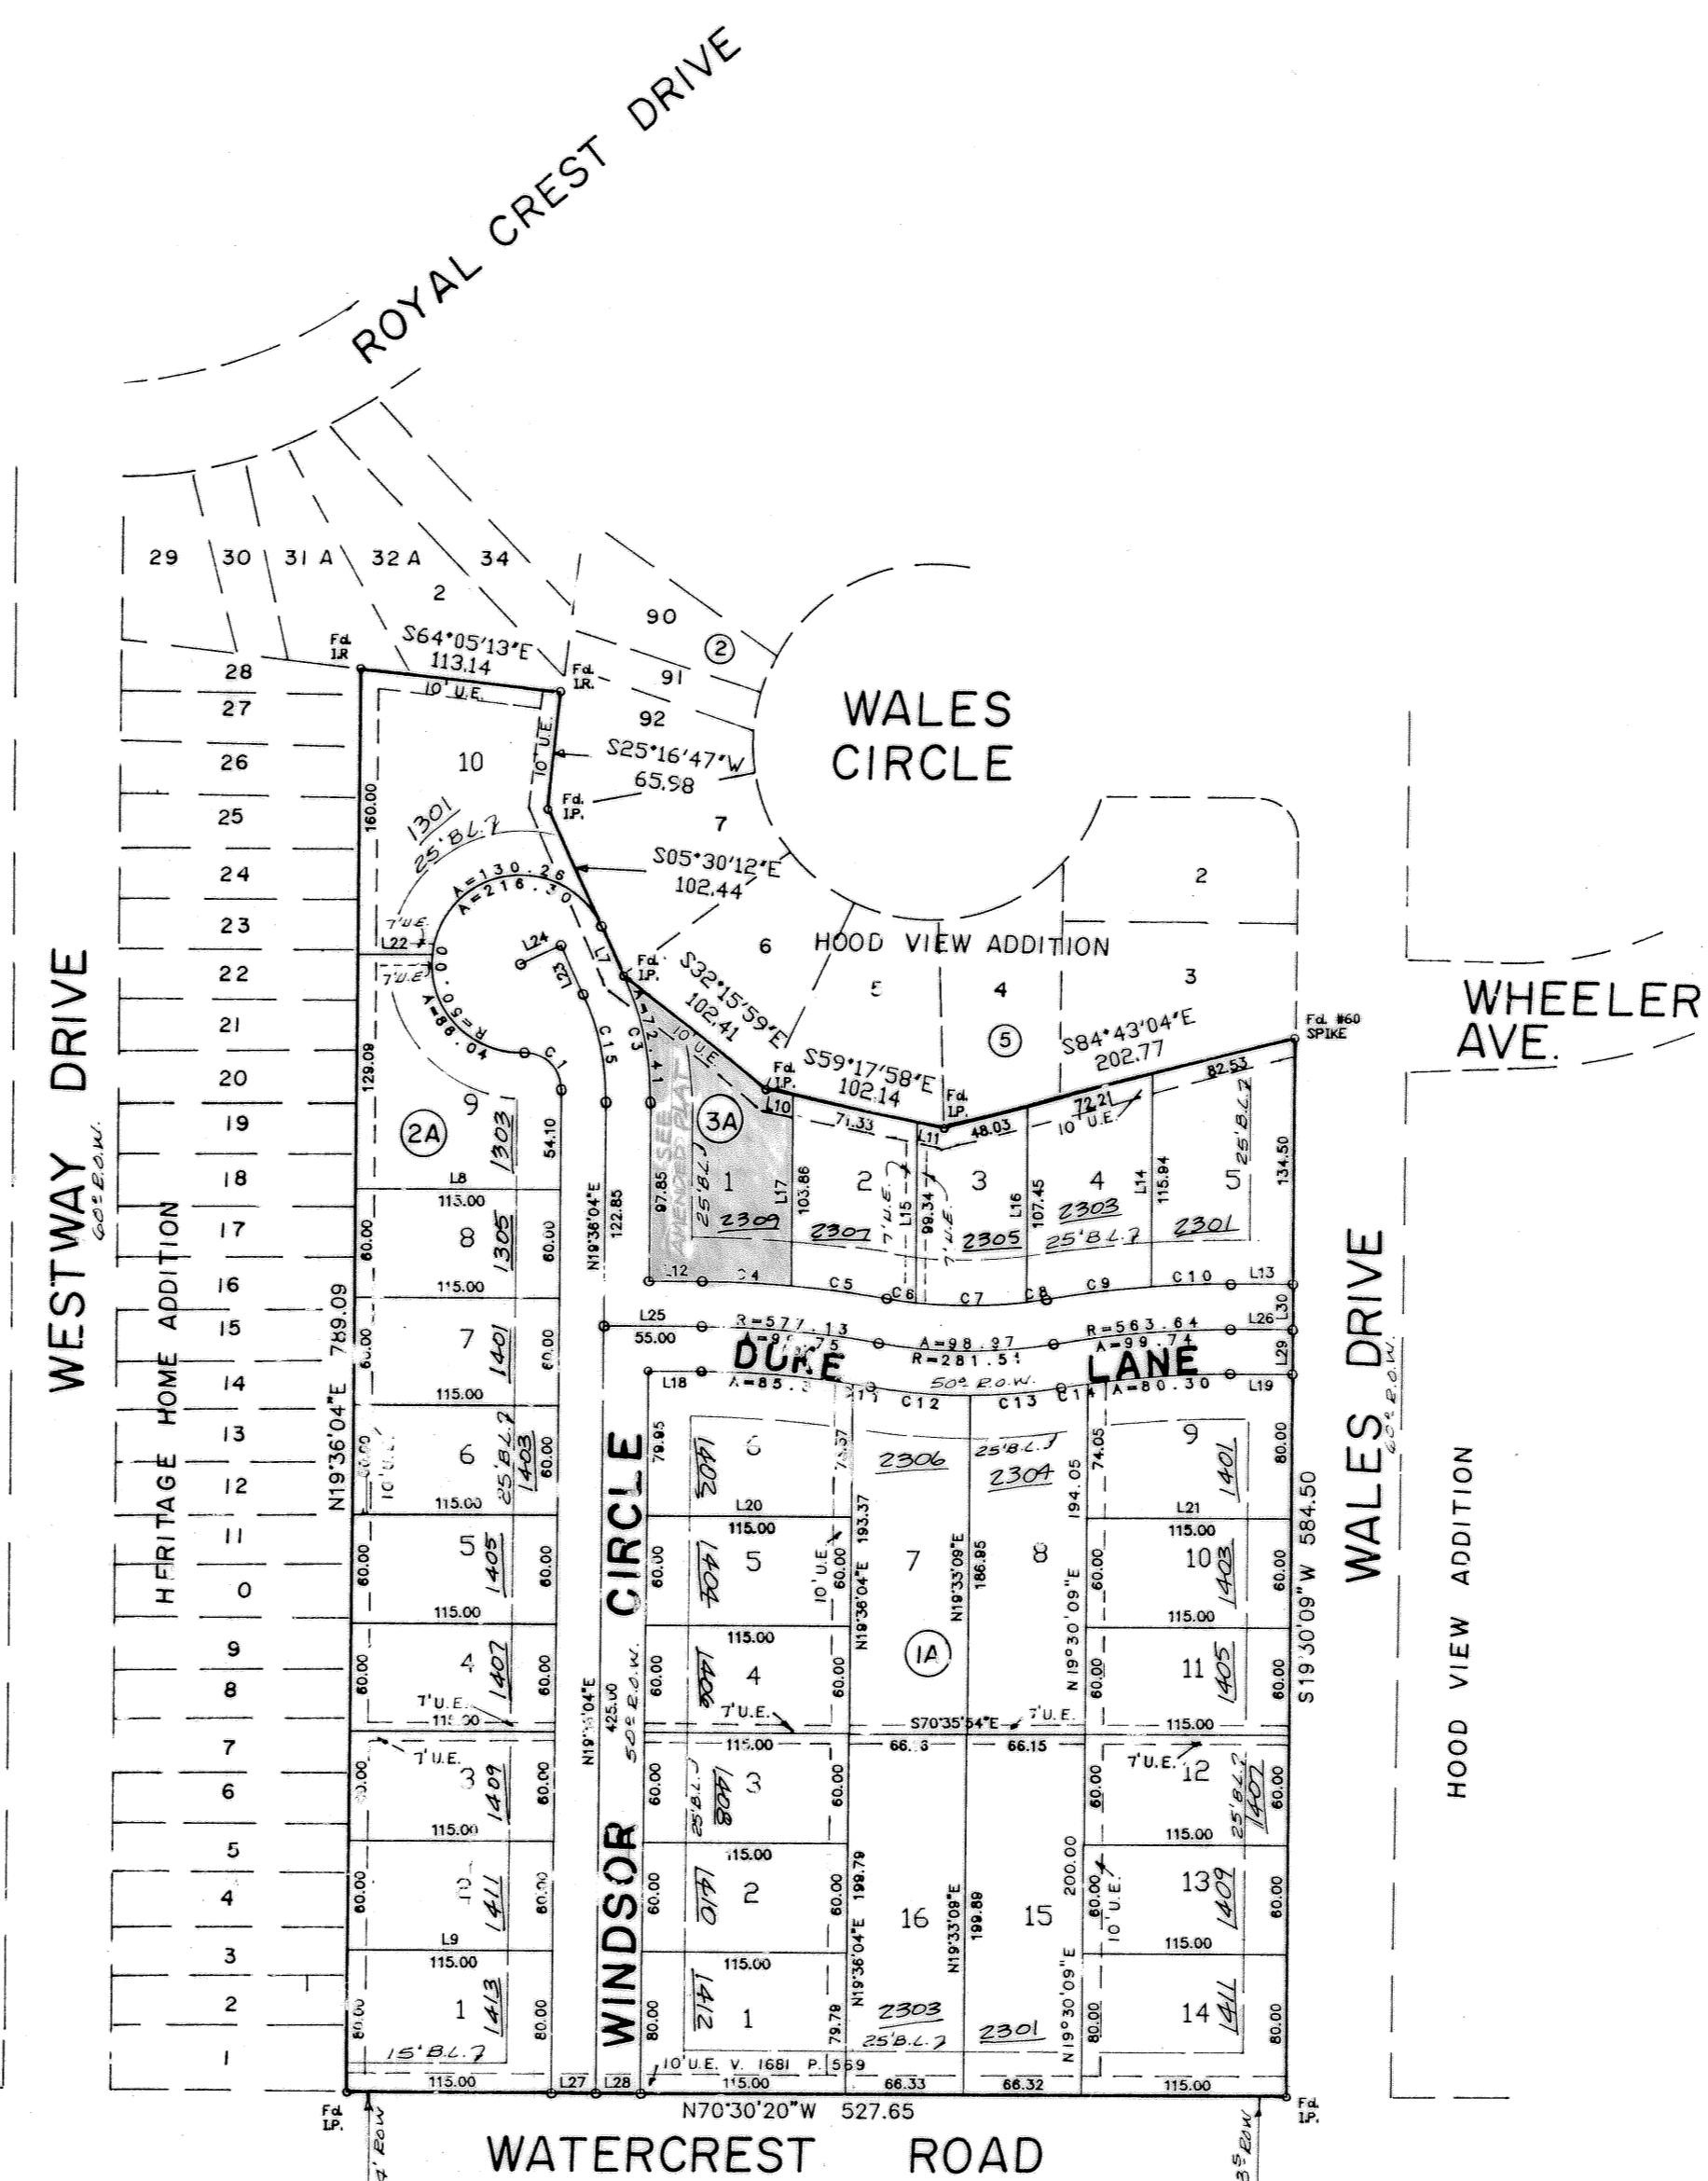 ROYAL CREST DRIVE
29 30 31 A 32 A 34
2
90
2
91
92
28
27
26
25
24
23
22
21
20
19
18
17
16
15
14
13
12
11
0
9
8
7
6
5
4
3
2
1
WESTWAY DRIVE
60' R.O.W.
HERITAGE HOME ADDITION
N19°36'04"E 789.09
Fd. I.R
S64°05'13"E
113.14
Fd. I.R.
10' U.E.
10' U.E.
S25°16'47"W
65.98
Fd. I.P.
S05°30'12"E
102.44
WALES
CIRCLE
7
6
HOOD VIEW ADDITION
5
4
5
3
2
S32°15'59"E
102.41
Fd. I.P.
S59°17'58"E
102.14
Fd. I.P.
S84°43'04"E
202.77
Fd. I.P.
Fd. #60
SPIKE
WHEELER
AVE.
10
160.00
1301
25' B.L.
A=130.26
A=216.30
7' U.E.
L22
7' U.E.
R=50.00
A=86.04
L24
L23
L7
C1
C15
C3
A=72.41
10' U.E.
129.09
2A
9
1303
54.10
L8
115.00
8
1305
60.00
60.00
115.00
7
1401
60.00
60.00
115.00
6
25' B.L.
1403
60.00
10' U.E.
115.00
5
1405
60.00
60.00
115.00
4
1407
60.00
60.00
7' U.E.
7' U.E.
3
1409
60.00
115.00
1411
60.00
60.00
L9
115.00
1
1413
80.00
80.00
15' B.L.
115.00
N19°36'04"E
122.85
97.85
SEE
AMENDED PLAT
3A
1
25' B.L.
2309
L10
L17
103.86
71.33
2
2307
7' U.E.
L15
L11
99.34
7' U.E.
48.03
3
2305
L16
107.45
72.21
10' U.E.
4
2303
25' B.L.
L14
115.94
82.53
5
2301
25' B.L.
134.50
L12 C4 C5 C6 C7 C8 C9 C10 L13
L25
55.00
R=577.13
A=98.97
R=281.51
R=563.64
A=99.74
L26
L30
L29
DUKE LANE
50' R.O.W.
L18
C12
C13
C14
A=80.30
L19
WALES DRIVE
60' R.O.W.
HOOD VIEW ADDITION
S19°30'09"W 584.50
WINDSOR CIRCLE
50' R.O.W.
425.00
79.95
6
1402
L20
115.00
5
1404
60.00
60.00
10' U.E.
115.00
4
1406
60.00
60.00
7' U.E.
115.00
3
1408
25' B.L.
60.00
60.00
115.00
2
1410
60.00
60.00
115.00
1
1412
80.00
79.79
10' U.E. V. 1681 P. 569
2306
7
N19°36'04"E 193.37
25' B.L.
2304
8
N19°33'09"E 186.95
194.05
N19°30'09"E
1A
S70°35'54"E
7' U.E.
66.15
16
N19°36'04"E 199.79
2303
25' B.L.
15
N19°33'09"E 199.89
2301
200.00
N19°30'09"E
74.05
9
1401
80.00
L21
115.00
10
1403
60.00
60.00
115.00
11
1405
60.00
60.00
115.00
7' U.E.
12
25' B.L.
1407
60.00
60.00
115.00
13
1409
60.00
60.00
10' U.E.
115.00
14
1411
80.00
80.00
L27 L28 115.00 66.33 66.32 115.00
Fd. I.P.
N70°30'20"W 527.65
Fd. I.P.
WATERCREST ROAD